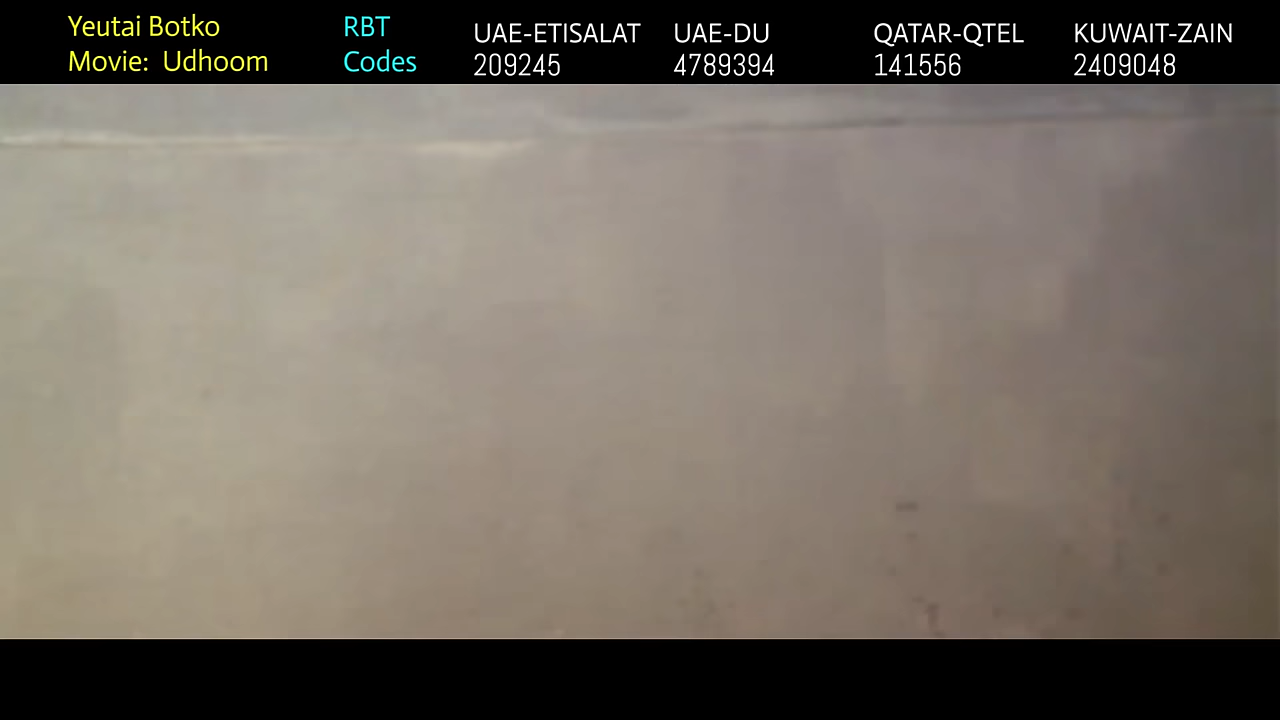 Yeutai Botko
Movie: Udhoom
RBT
Codes
UAE-ETISALAT
209245
UAE-DU
4789394
QATAR-QTEL
141556
KUWAIT-ZAIN
2409048